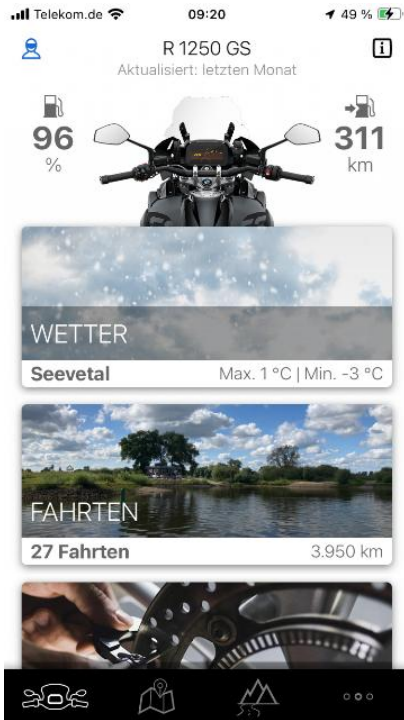 Telekom.de
09:20
49 %
R 1250 GS
Aktualisiert: letzten Monat
96
%
311
km
WETTER
Seevetal
Max. 1 °C | Min. -3 °C
FAHRTEN
27 Fahrten
3.950 km